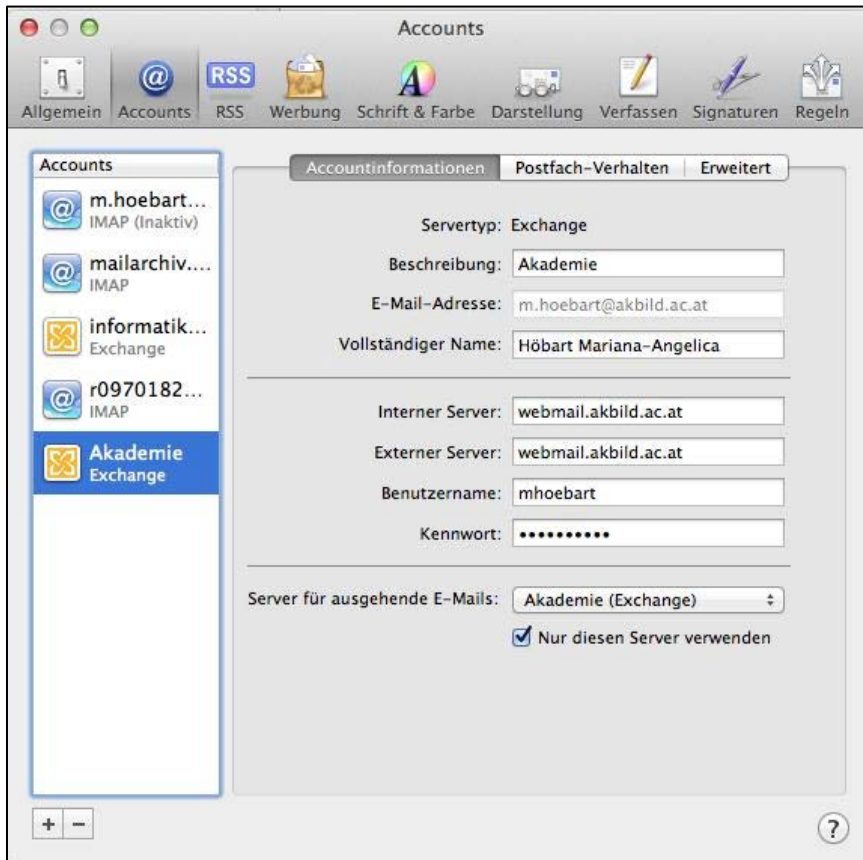 Accounts
Allgemein Accounts RSS Werbung Schrift & Farbe Darstellung Verfassen Signaturen Regeln
RSS
Accounts
m.hoebart...
IMAP (Inaktiv)
mailarchiv....
IMAP
informatik...
Exchange
r0970182...
IMAP
Akademie
Exchange
Accountinformationen Postfach-Verhalten Erweitert
Servertyp: Exchange
Beschreibung: Akademie
E-Mail-Adresse: m.hoebart@akbild.ac.at
Vollständiger Name: Höbart Mariana-Angelica
Interner Server: webmail.akbild.ac.at
Externer Server: webmail.akbild.ac.at
Benutzername: mhoebart
Kennwort: ••••••••••
Server für ausgehende E-Mails: Akademie (Exchange)
Nur diesen Server verwenden
+ −
?